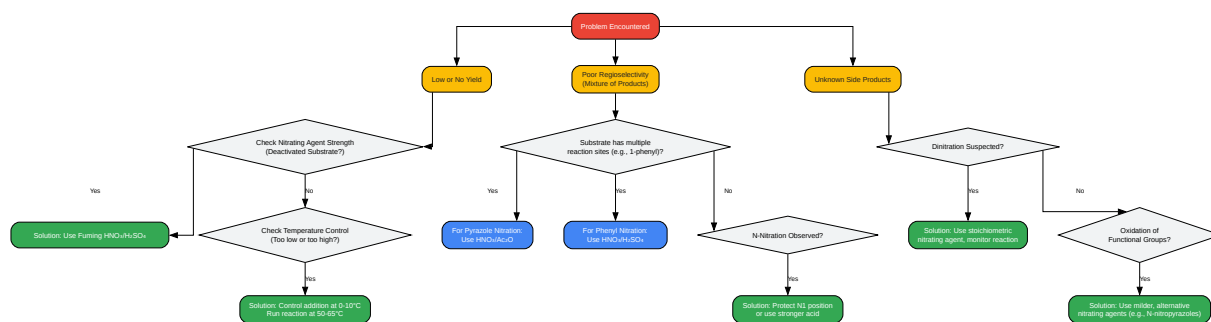 Problem Encountered
Low or No Yield
Poor Regioselectivity
(Mixture of Products)
Unknown Side Products
Check Nitrating Agent Strength
(Deactivated Substrate?)
Substrate has multiple
reaction sites (e.g., 1-phenyl)?
Dinitration Suspected?
Yes
No
Yes
Yes
No
Yes
No
Solution: Use Fuming HNO₃/H₂SO₄
Check Temperature Control
(Too low or too high?)
For Pyrazole Nitration:
Use HNO₃/Ac₂O
For Phenyl Nitration:
Use HNO₃/H₂SO₄
N-Nitration Observed?
Solution: Use stoichiometric
nitrating agent, monitor reaction
Oxidation of
Functional Groups?
Yes
Yes
Yes
Solution: Control addition at 0-10°C
Run reaction at 50-65°C
Solution: Protect N1 position
or use stronger acid
Solution: Use milder, alternative
nitrating agents (e.g., N-nitropyrazoles)